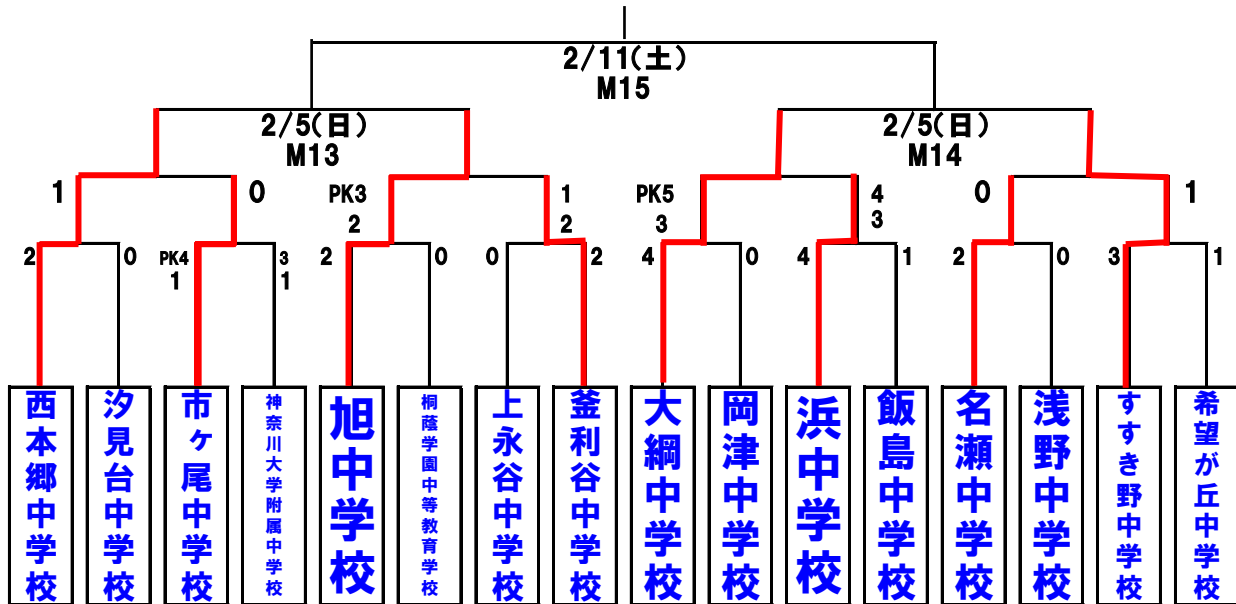 2/11(土)
M15
2/5(日)
M13
2/5(日)
M14
1
0
PK3
2
1
2
PK5
3
4
3
0
1
2
0
PK4
1
3
1
2
0
0
2
4
0
4
1
2
0
3
1
西本郷中学校
汐見台中学校
市ヶ尾中学校
神奈川大学附属中学校
旭中学校
桐蔭学園中等教育学校
上永谷中学校
釜利谷中学校
大綱中学校
岡津中学校
浜中学校
飯島中学校
名瀬中学校
浅野中学校
すすき野中学校
希望が丘中学校